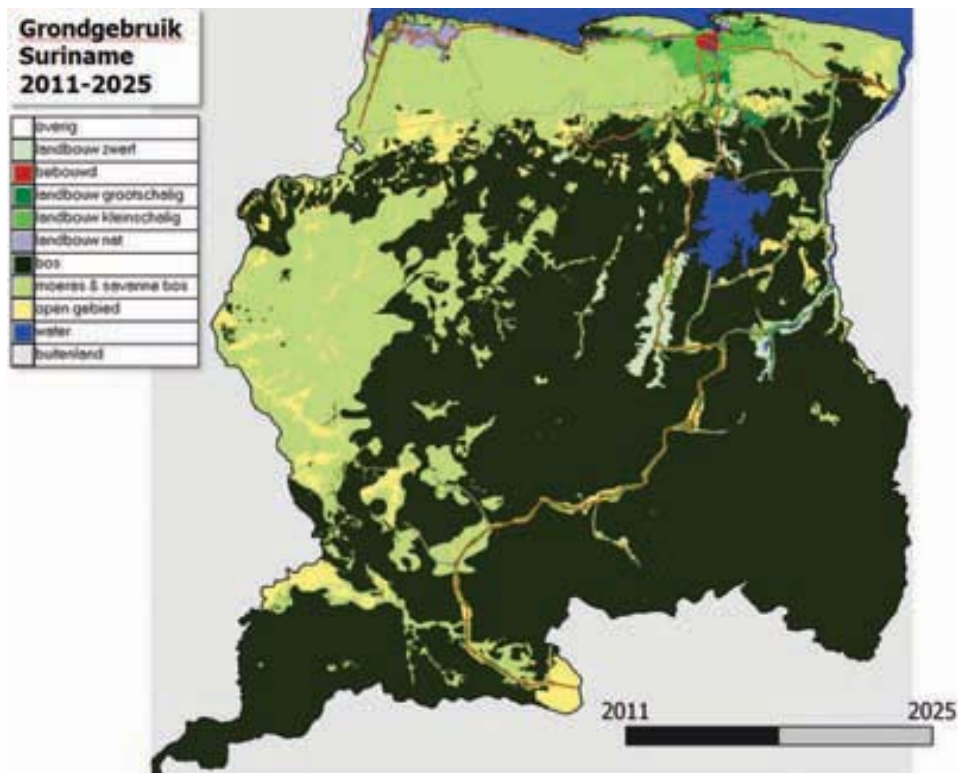 Grondgebruik
Suriname
2011-2025
overig
landbouw zwerf
bebouwd
landbouw grootschalig
landbouw kleinschalig
landbouw nat
bos
moeras & savanne bos
open gebied
water
buitenland
2011
2025